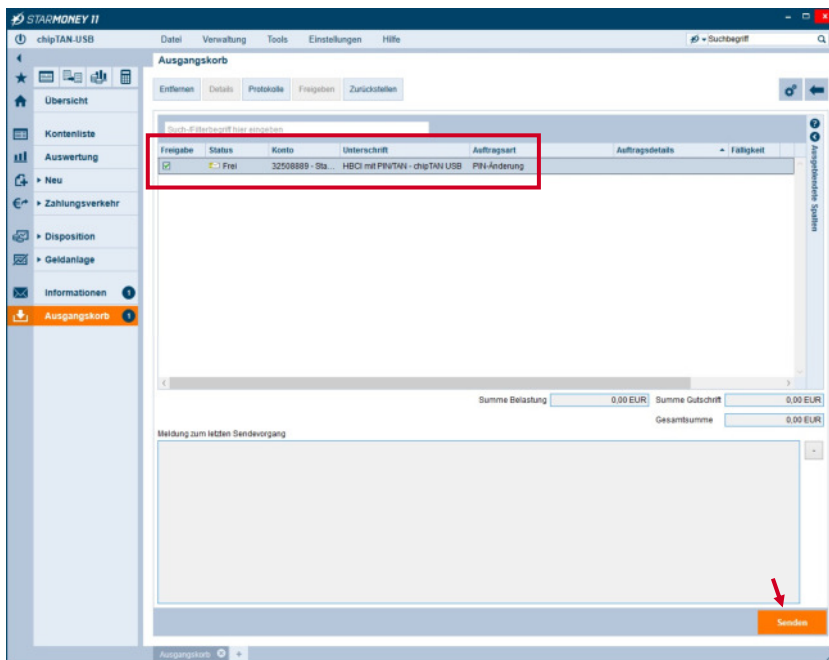 STARMONEY 11
chipTAN-USB Datei Verwaltung Tools Einstellungen Hilfe Suchbegriff
Ausgangskorb
Entfernen Details Protokolle Freigeben Zurückstellen
Übersicht
Kontenliste
Auswertung
Neu
Zahlungsverkehr
Disposition
Geldanlage
Informationen 1
Ausgangskorb 1
Such-/Filterbegriff hier eingeben
Freigabe Status Konto Unterschrift Auftragsart Auftragsdetails Fälligkeit
Frei 32508889 - Sta... HBCI mit PIN/TAN - chipTAN USB PIN-Änderung
Ausgeblendete Spalten
Summe Belastung 0,00 EUR Summe Gutschrift 0,00 EUR
Gesamtsumme 0,00 EUR
Meldung zum letzten Sendevorgang
Senden
Ausgangskorb +